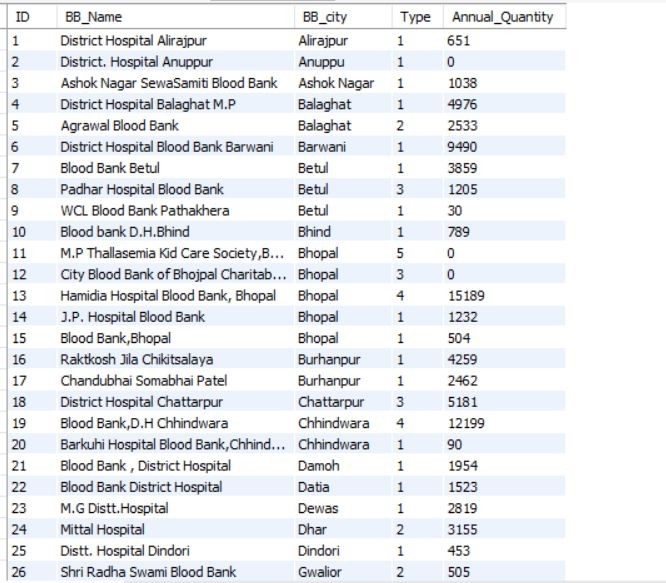 ID BB_Name BB_city Type Annual_Quantity
1 District Hospital Alirajpur Alirajpur 1 651
2 District. Hospital Anuppur Anuppu 1 0
3 Ashok Nagar SewaSamiti Blood Bank Ashok Nagar 1 1038
4 District Hospital Balaghat M.P Balaghat 1 4976
5 Agrawal Blood Bank Balaghat 2 2533
6 District Hospital Blood Bank Barwani Barwani 1 9490
7 Blood Bank Betul Betul 1 3859
8 Padhar Hospital Blood Bank Betul 3 1205
9 WCL Blood Bank Pathakhera Betul 1 30
10 Blood bank D.H.Bhind Bhind 1 789
11 M.P Thallasemia Kid Care Society,B... Bhopal 5 0
12 City Blood Bank of Bhojpal Charitab... Bhopal 3 0
13 Hamidia Hospital Blood Bank, Bhopal Bhopal 4 15189
14 J.P. Hospital Blood Bank Bhopal 1 1232
15 Blood Bank,Bhopal Bhopal 1 504
16 Raktkosh Jila Chikitsalaya Burhanpur 1 4259
17 Chandubhai Somabhai Patel Burhanpur 1 2462
18 District Hospital Chattarpur Chattarpur 3 5181
19 Blood Bank,D.H Chhindwara Chhindwara 4 12199
20 Barkuhi Hospital Blood Bank,Chhind... Chhindwara 1 90
21 Blood Bank , District Hospital Damoh 1 1954
22 Blood Bank District Hospital Datia 1 1523
23 M.G Distt.Hospital Dewas 1 2819
24 Mittal Hospital Dhar 2 3155
25 Distt. Hospital Dindori Dindori 1 453
26 Shri Radha Swami Blood Bank Gwalior 2 505